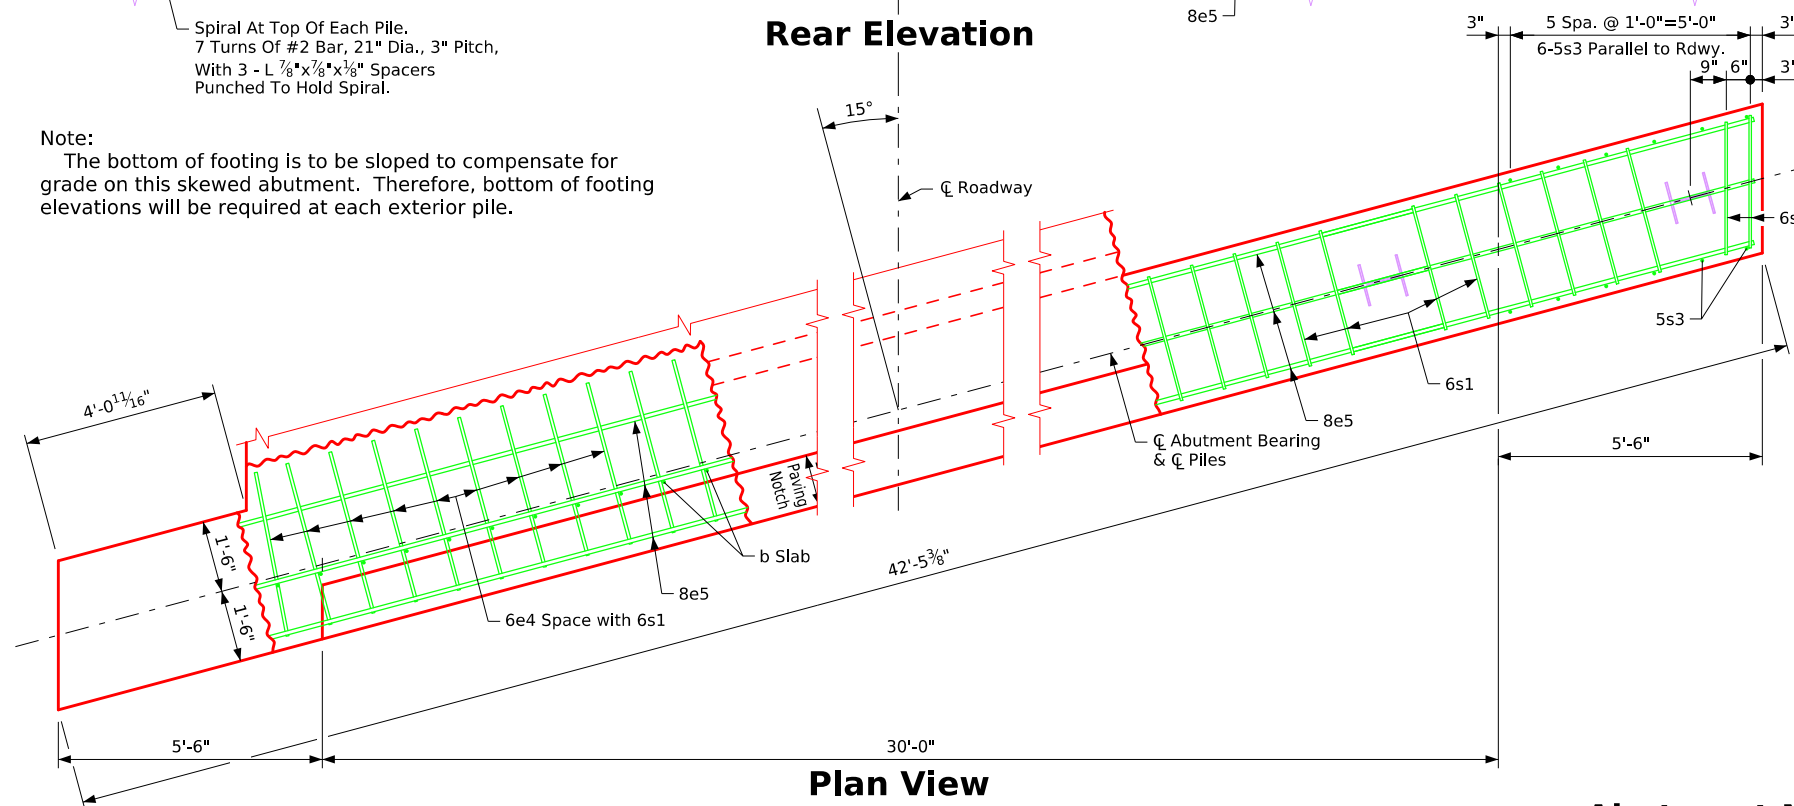 Spiral At Top Of Each Pile.
7 Turns Of #2 Bar, 21" Dia., 3" Pitch,
With 3 - L ⅞"x⅞"x⅛" Spacers
Punched To Hold Spiral.
Rear Elevation
8e5
3"
5 Spa. @ 1'-0"=5'-0"
3"
6-5s3 Parallel to Rdwy.
9"
6"
3"
Note:
The bottom of footing is to be sloped to compensate for
grade on this skewed abutment. Therefore, bottom of footing
elevations will be required at each exterior pile.
15°
℄ Roadway
5s3
6s1
8e5
℄ Abutment Bearing
& ℄ Piles
5'-6"
4'-0 11/16"
1'-6"
1'-6"
Paving
Notch
b Slab
8e5
6e4 Space with 6s1
42'-5⅜"
5'-6"
30'-0"
Plan View